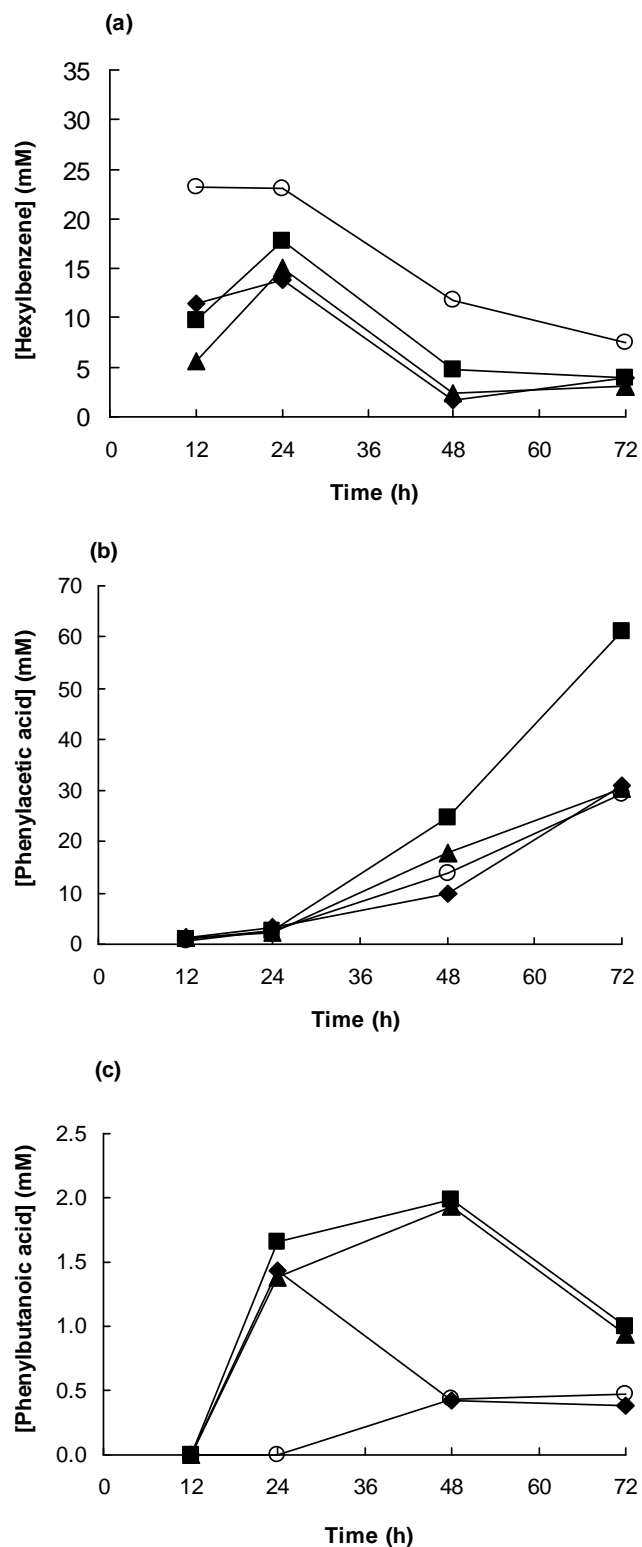 (a)
35
30
25
20
15
10
5
0
[Hexylbenzene] (mM)
0 12 24 36 48 60 72
Time (h)
(b)
70
60
50
40
30
20
10
0
[Phenylacetic acid] (mM)
0 12 24 36 48 60 72
Time (h)
(c)
2.5
2.0
1.5
1.0
0.5
0.0
[Phenylbutanoic acid] (mM)
0 12 24 36 48 60 72
Time (h)